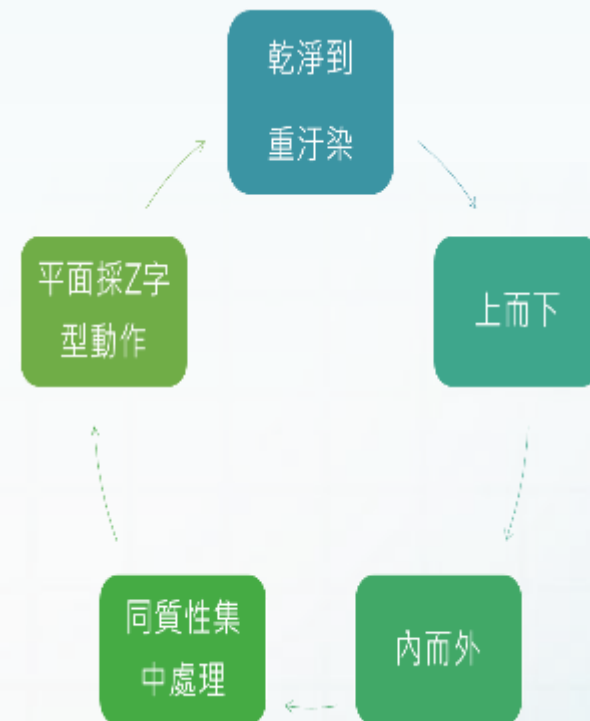 乾淨到
重汙染
上而下
內而外
同質性集
中處理
平面採Z字
型動作